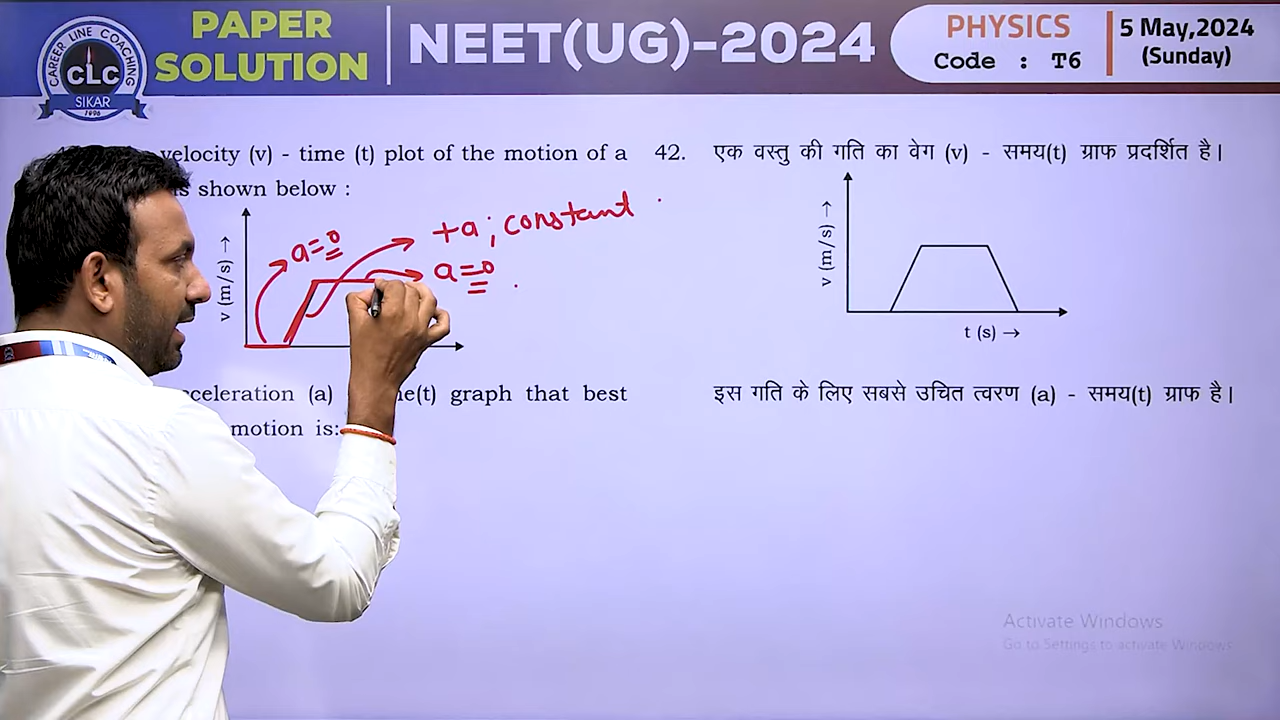 CAREER LINE COACHING
CLC
SIKAR
1996
PAPER
SOLUTION
NEET(UG)-2024
PHYSICS
Code : T6
5 May,2024
(Sunday)
velocity (v) - time (t) plot of the motion of a
s shown below :
v (m/s) →
a=0
+a ; constant
a=0
cceleration (a) e(t) graph that best
motion is:
42. एक वस्तु की गति का वेग (v) - समय(t) ग्राफ प्रदर्शित है।
v (m/s) →
t (s) →
इस गति के लिए सबसे उचित त्वरण (a) - समय(t) ग्राफ है।
Activate Windows
Go to Settings to activate Windows.